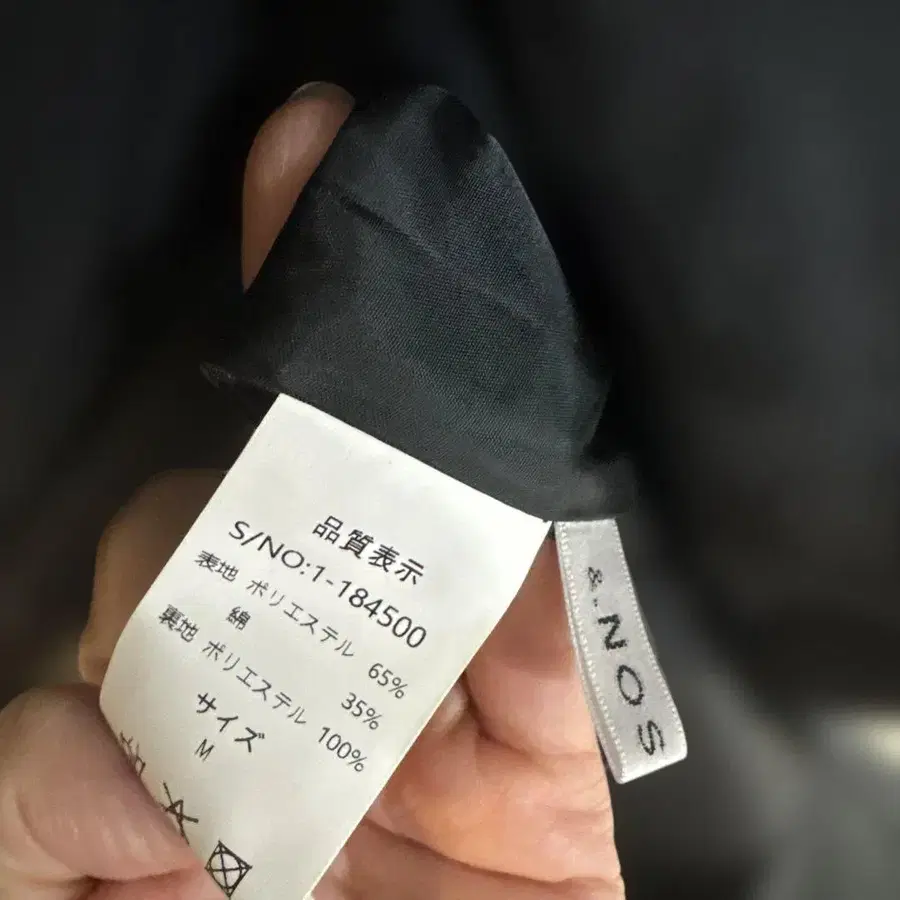 品質表示
S/NO:1-184500
表地 ポリエステル 65%
綿 35%
裏地 ポリエステル 100%
サイズ
M
&.NOS